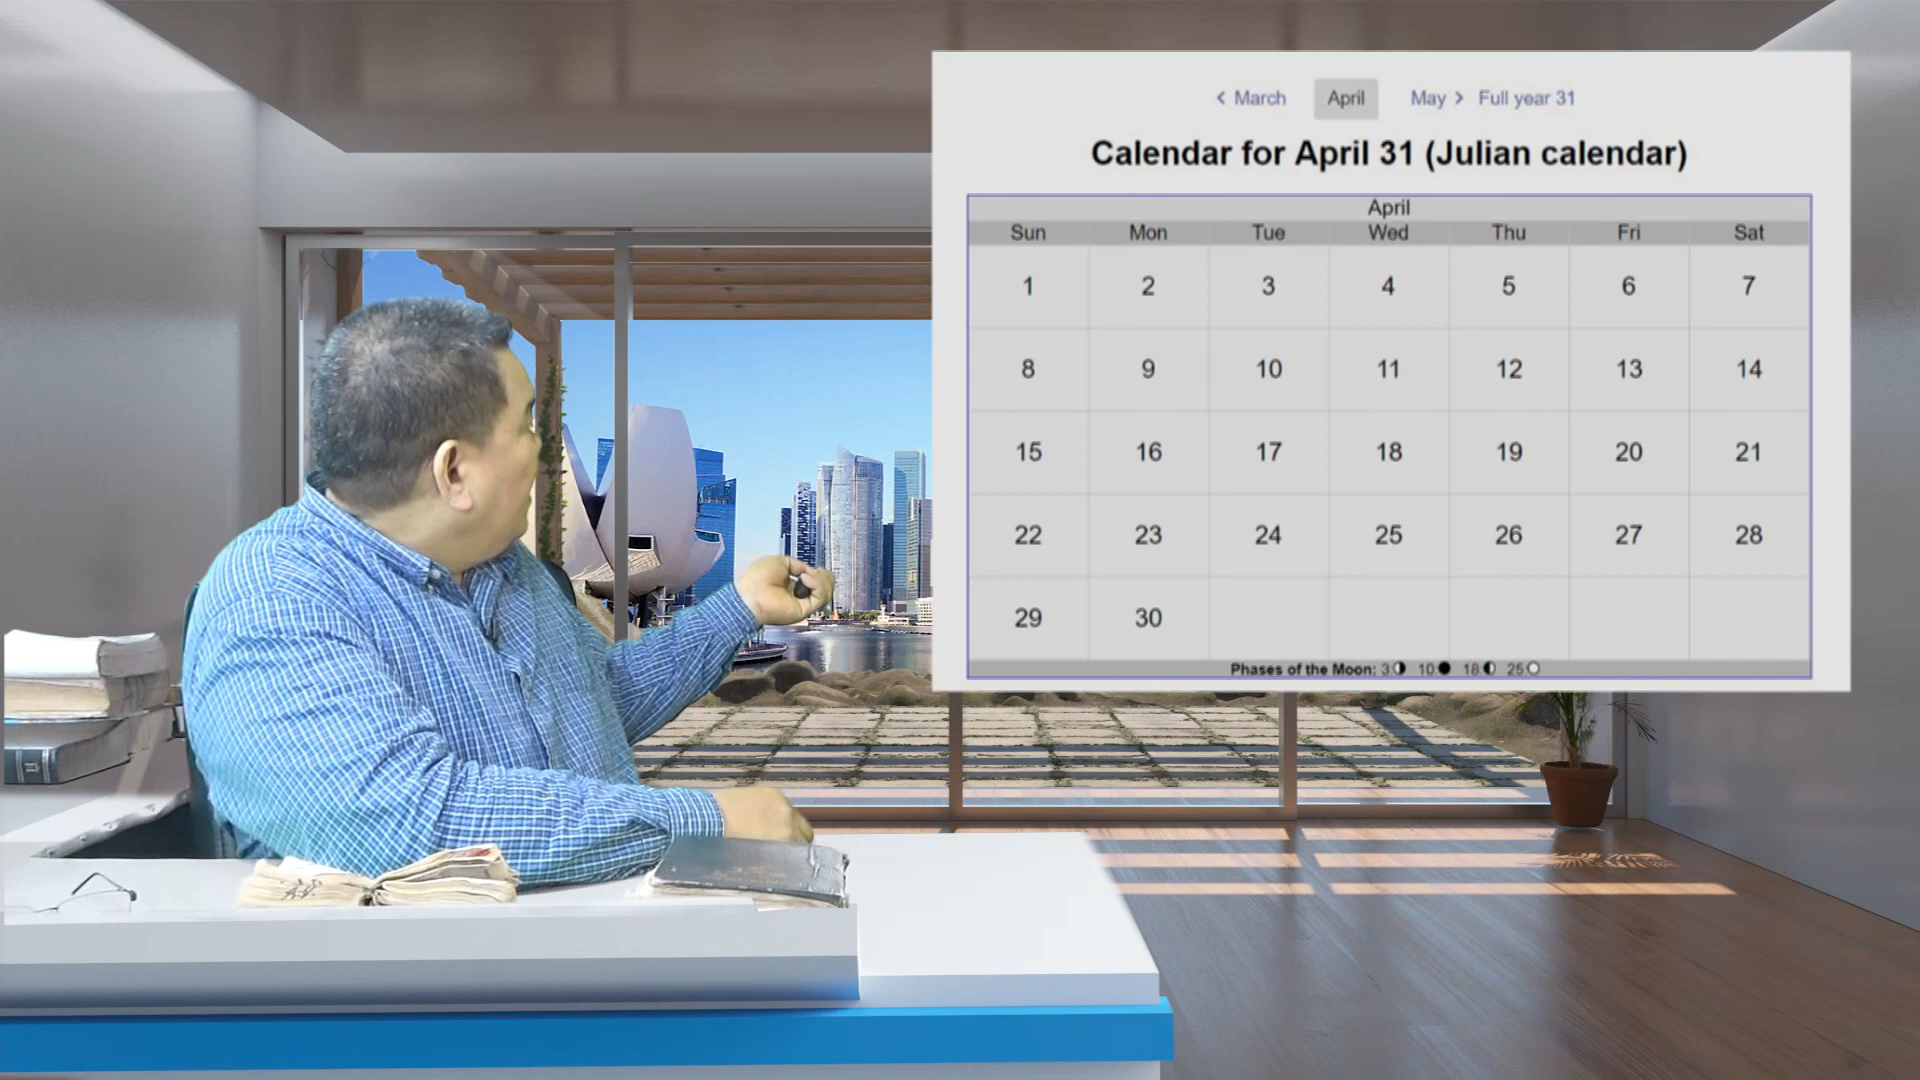 < March April May > Full year 31
Calendar for April 31 (Julian calendar)
April
Sun Mon Tue Wed Thu Fri Sat
1 2 3 4 5 6 7
8 9 10 11 12 13 14
15 16 17 18 19 20 21
22 23 24 25 26 27 28
29 30
Phases of the Moon: 3◑ 10● 18◐ 25○